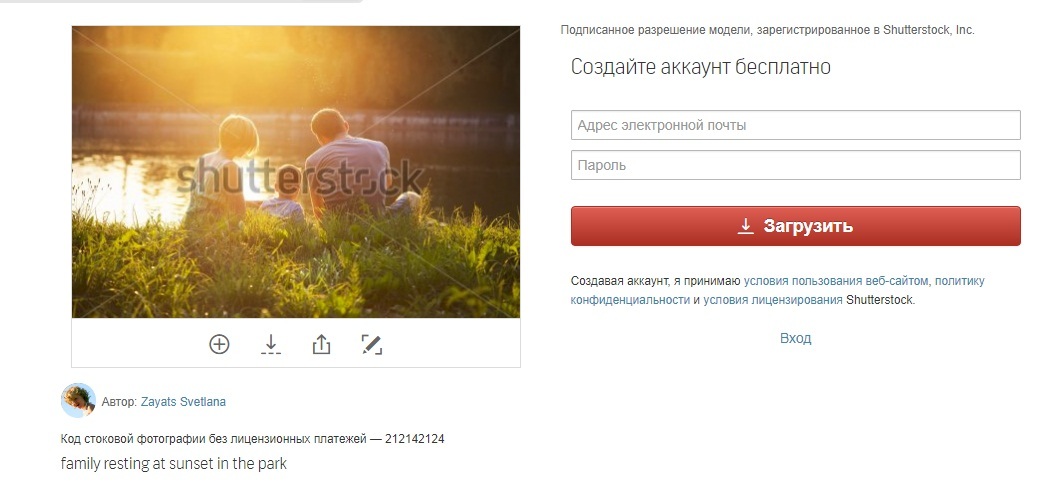 Подписанное разрешение модели, зарегистрированное в Shutterstock, Inc.
Создайте аккаунт бесплатно
Адрес электронной почты
Пароль
Загрузить
Создавая аккаунт, я принимаю условия пользования веб-сайтом, политику
конфиденциальности и условия лицензирования Shutterstock.
Вход
shutterstock
Автор: Zayats Svetlana
Код стоковой фотографии без лицензионных платежей — 212142124
family resting at sunset in the park